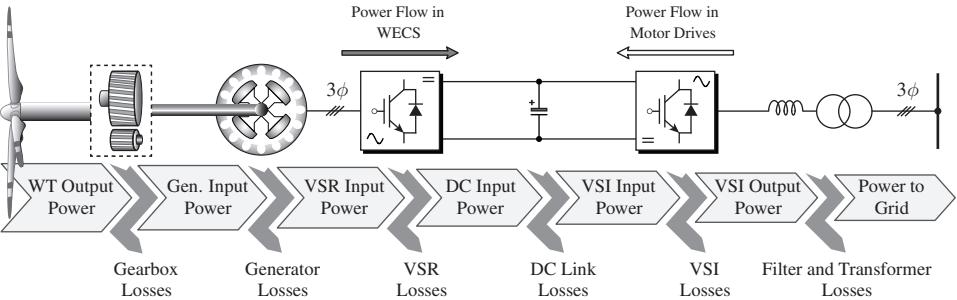 Power Flow in
WECS
Power Flow in
Motor Drives
3ϕ
3ϕ
WT Output
Power
Gen. Input
Power
VSR Input
Power
DC Input
Power
VSI Input
Power
VSI Output
Power
Power to
Grid
Gearbox
Losses
Generator
Losses
VSR
Losses
DC Link
Losses
VSI
Losses
Filter and Transformer
Losses